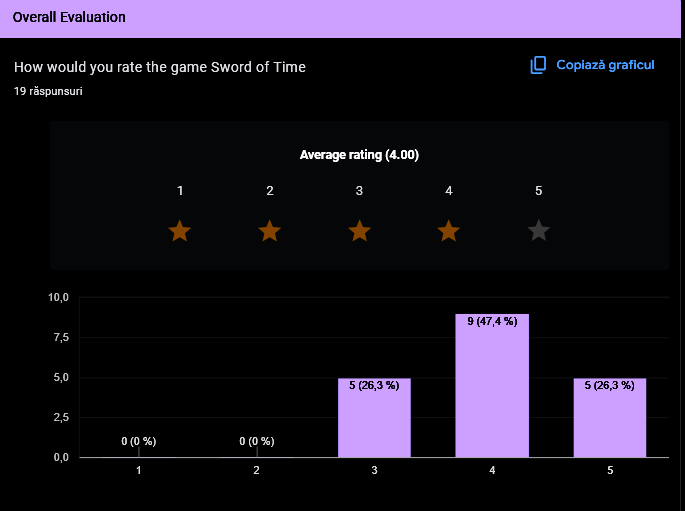 Overall Evaluation
How would you rate the game Sword of Time
Copiază graficul
19 răspunsuri
Average rating (4.00)
1 2 3 4 5
10,0
7,5
5,0
2,5
0,0
0 (0 %) 0 (0 %) 5 (26,3 %) 9 (47,4 %) 5 (26,3 %)
1 2 3 4 5